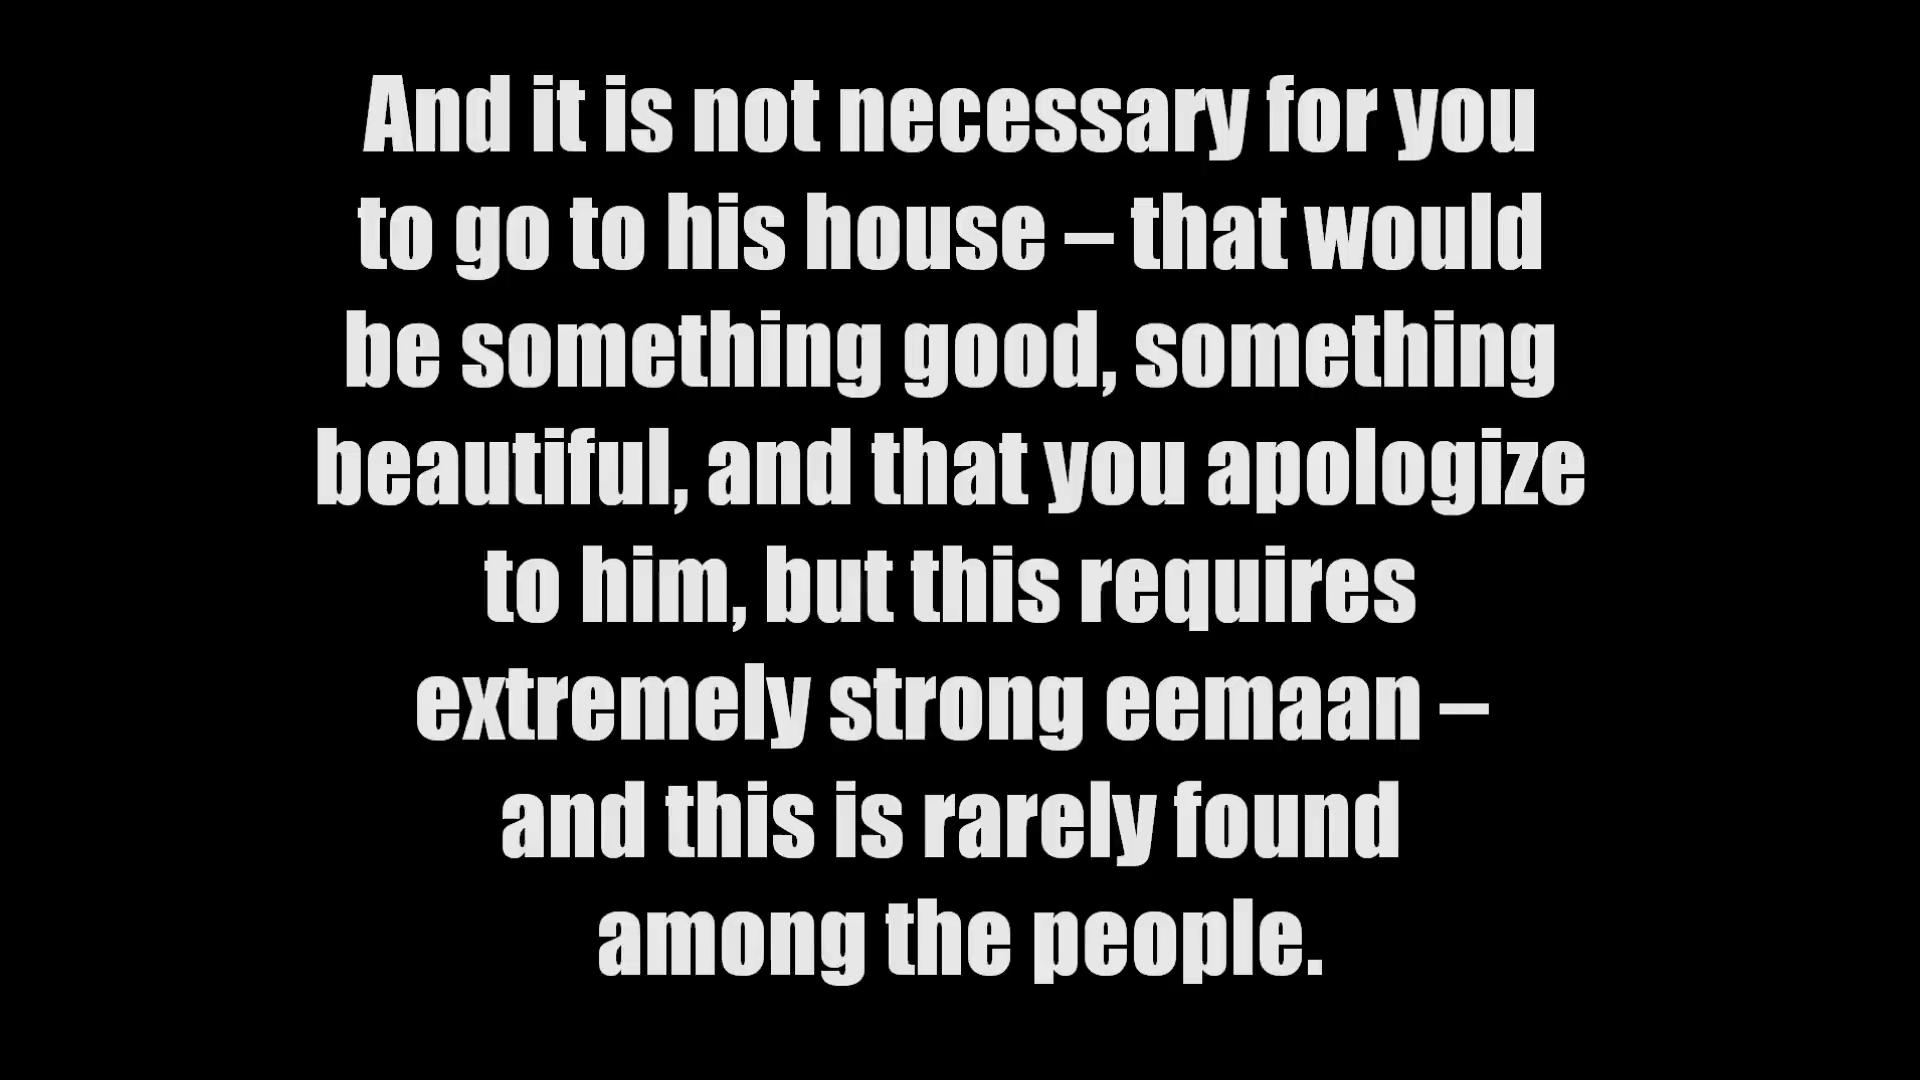 And it is not necessary for you
to go to his house – that would
be something good, something
beautiful, and that you apologize
to him, but this requires
extremely strong eemaan –
and this is rarely found
among the people.